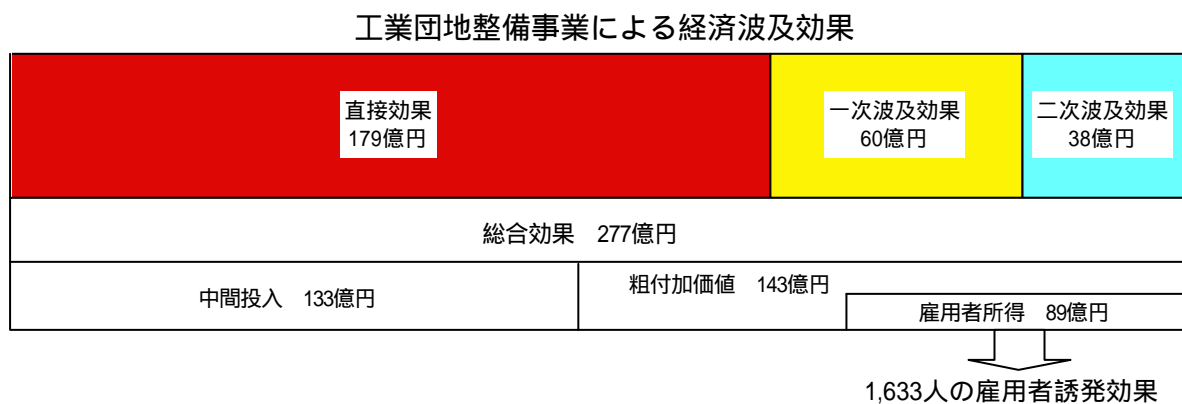 工業団地整備事業による経済波及効果
直接効果
179億円
一次波及効果
60億円
二次波及効果
38億円
総合効果　277億円
中間投入　133億円
粗付加価値　143億円
雇用者所得　89億円
1,633人の雇用者誘発効果